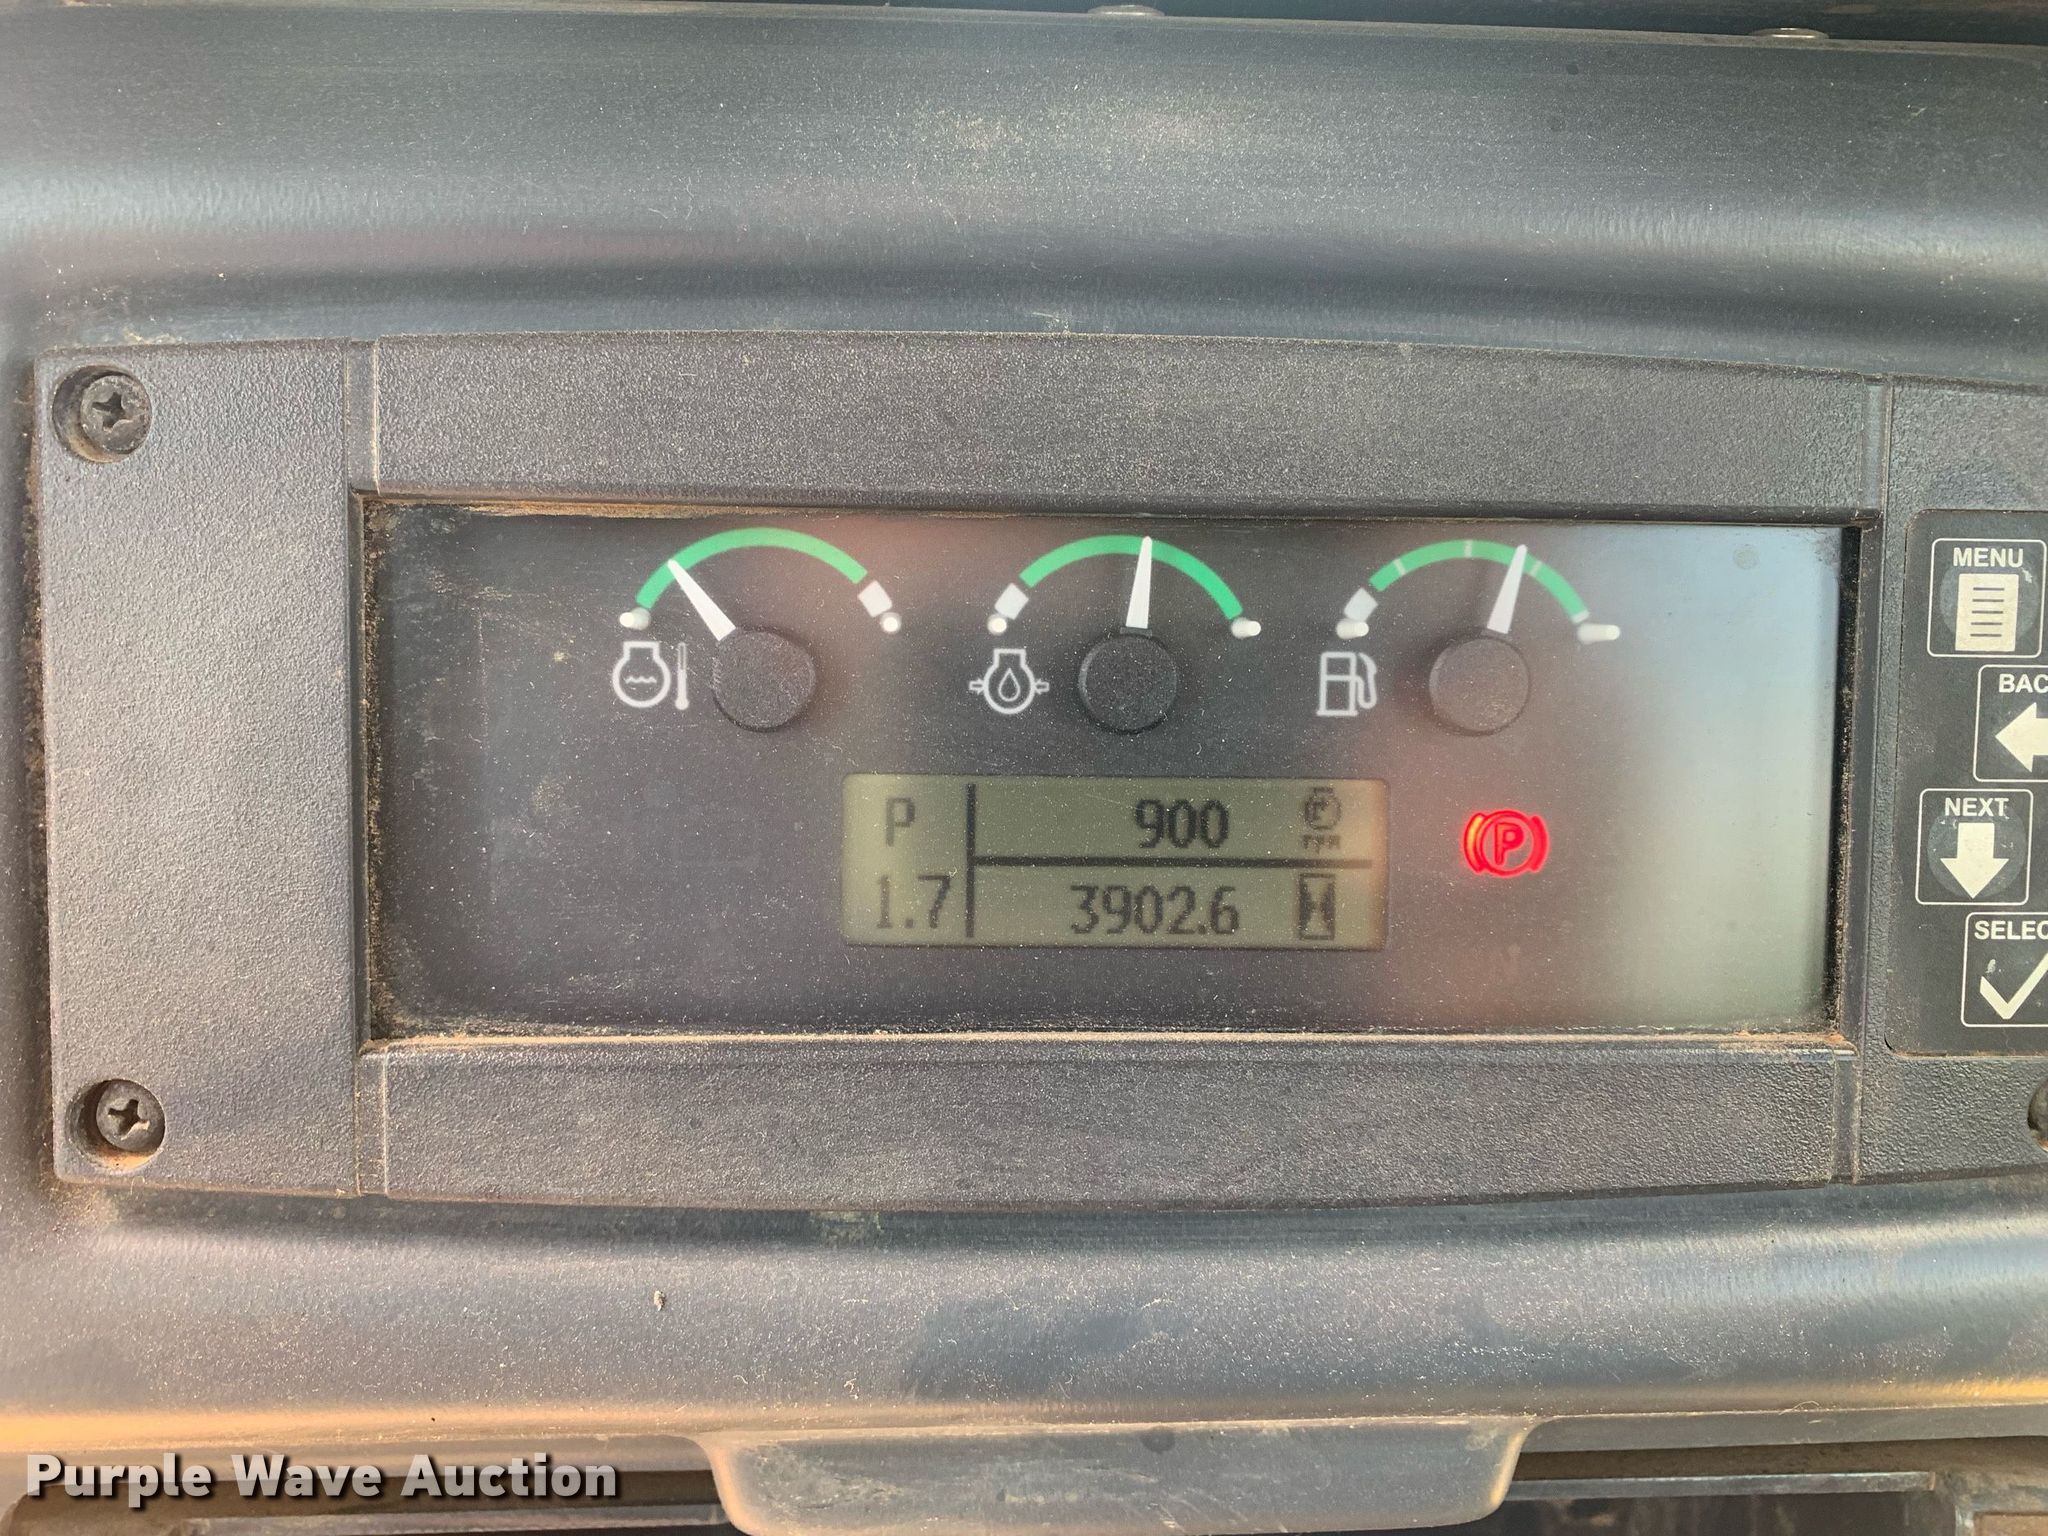 P 900 rpm
1.7 3902.6
P
MENU
BAC
NEXT
SELEC
Purple Wave Auction